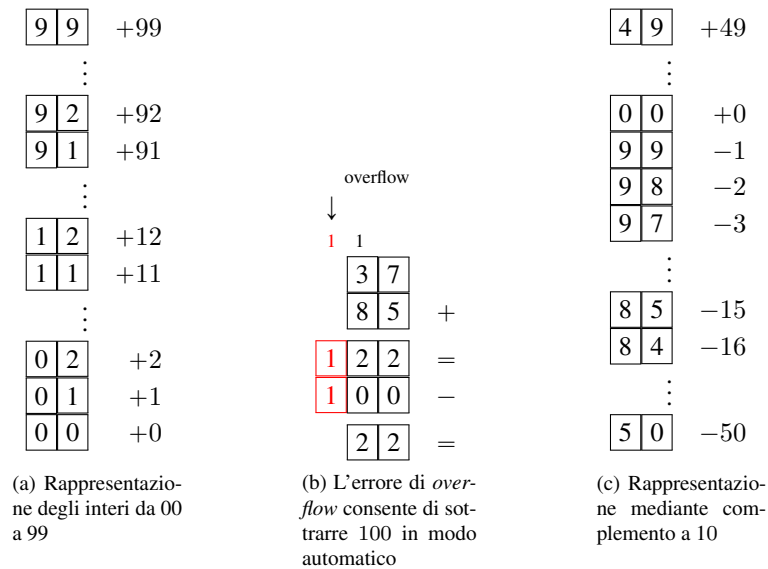 9 9 +99
⋮
9 2 +92
9 1 +91
⋮
1 2 +12
1 1 +11
⋮
0 2 +2
0 1 +1
0 0 +0
(a) Rappresentazio-
ne degli interi da 00
a 99
overflow
↓
1 1
3 7
8 5 +
1 2 2 =
1 0 0 −
2 2 =
(b) L'errore di over-
flow consente di sot-
trarre 100 in modo
automatico
4 9 +49
⋮
0 0 +0
9 9 −1
9 8 −2
9 7 −3
⋮
8 5 −15
8 4 −16
⋮
5 0 −50
(c) Rappresentazio-
ne mediante com-
plemento a 10